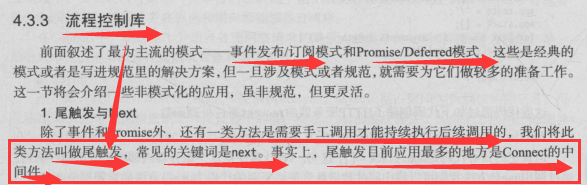 4.3.3 流程控制库
前面叙述了最为主流的模式——事件发布/订阅模式和Promise/Deferred模式，这些是经典的
模式或者是写进规范里的解决方案，但一旦涉及模式或者规范，就需要为它们做较多的准备工作。
这一节将会介绍一些非模式化的应用，虽非规范，但更灵活。
1. 尾触发与Next
除了事件和Promise外，还有一类方法是需要手工调用才能持续执行后续调用的，我们将此
类方法叫做尾触发，常见的关键词是next。事实上，尾触发目前应用最多的地方是Connect的中
间件。